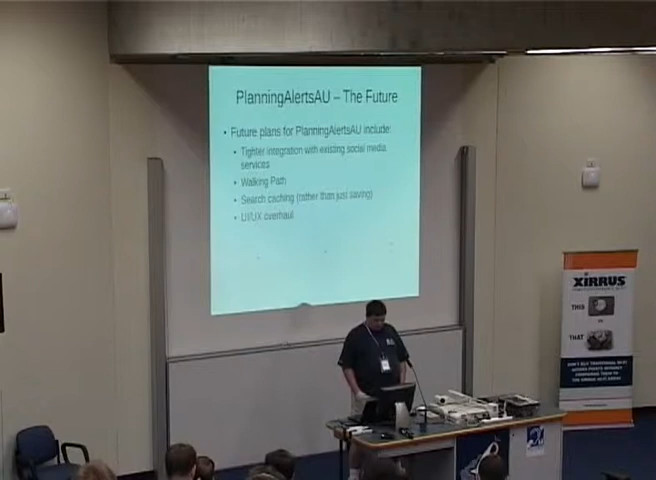 PlanningAlertsAU – The Future
• Future plans for PlanningAlertsAU include:
• Tighter integration with existing social media
services
• Walking Path
• Search caching (rather than just saving)
• UI/UX overhaul
XIRRUS
THIS
THAT